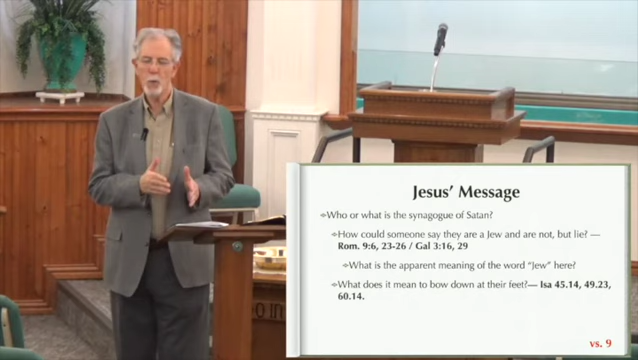 Jesus' Message
Who or what is the synagogue of Satan?
How could someone say they are a Jew and are not, but lie? —
Rom. 9:6, 23-26 / Gal 3:16, 29
What is the apparent meaning of the word "Jew" here?
What does it mean to bow down at their feet?— Isa 45.14, 49.23,
60.14.
vs. 9
DO IN